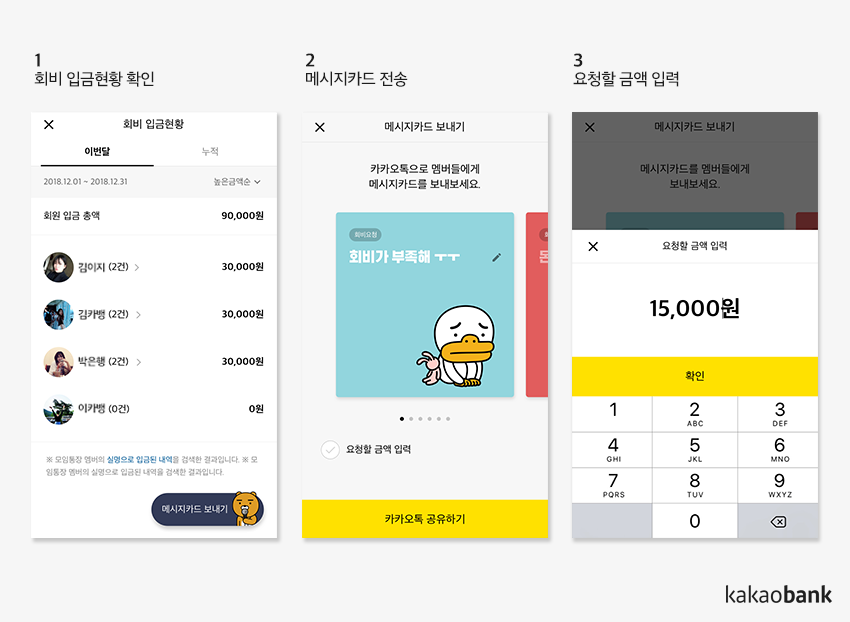 1
회비 입금현황 확인
회비 입금현황
이번달
누적
2018.12.01 ~ 2018.12.31
높은금액순
회원 입금 총액
90,000원
김이지 (2건)
30,000원
김카뱅 (2건)
30,000원
박은행 (2건)
30,000원
이카뱅 (0건)
0원
※ 모임통장 멤버의 실명으로 입금된 내역을 검색한 결과입니다. ※ 모
임통장 멤버의 실명으로 입금된 내역을 검색한 결과입니다.
메시지카드 보내기
2
메시지카드 전송
메시지카드 보내기
카카오톡으로 멤버들에게
메시지카드를 보내보세요.
회비요청
회비가 부족해 ㅜㅜ
돈
요청할 금액 입력
카카오톡 공유하기
3
요청할 금액 입력
메시지카드 보내기
메시지카드를 멤버들에게
보내보세요.
요청할 금액 입력
15,000원
확인
1
2
ABC
3
DEF
4
GHI
5
JKL
6
MNO
7
PQRS
8
TUV
9
WXYZ
0
kakaobank